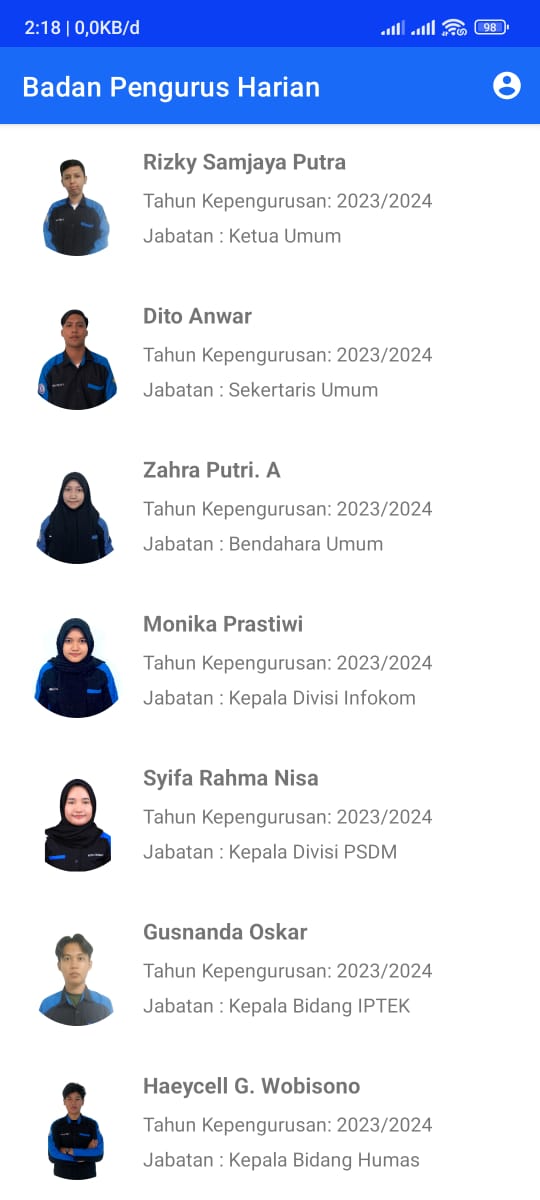 2:18 | 0,0KB/d
98
Badan Pengurus Harian
Rizky Samjaya Putra
Tahun Kepengurusan: 2023/2024
Jabatan : Ketua Umum
Dito Anwar
Tahun Kepengurusan: 2023/2024
Jabatan : Sekertaris Umum
Zahra Putri. A
Tahun Kepengurusan: 2023/2024
Jabatan : Bendahara Umum
Monika Prastiwi
Tahun Kepengurusan: 2023/2024
Jabatan : Kepala Divisi Infokom
Syifa Rahma Nisa
Tahun Kepengurusan: 2023/2024
Jabatan : Kepala Divisi PSDM
Gusnanda Oskar
Tahun Kepengurusan: 2023/2024
Jabatan : Kepala Bidang IPTEK
Haeycell G. Wobisono
Tahun Kepengurusan: 2023/2024
Jabatan : Kepala Bidang Humas